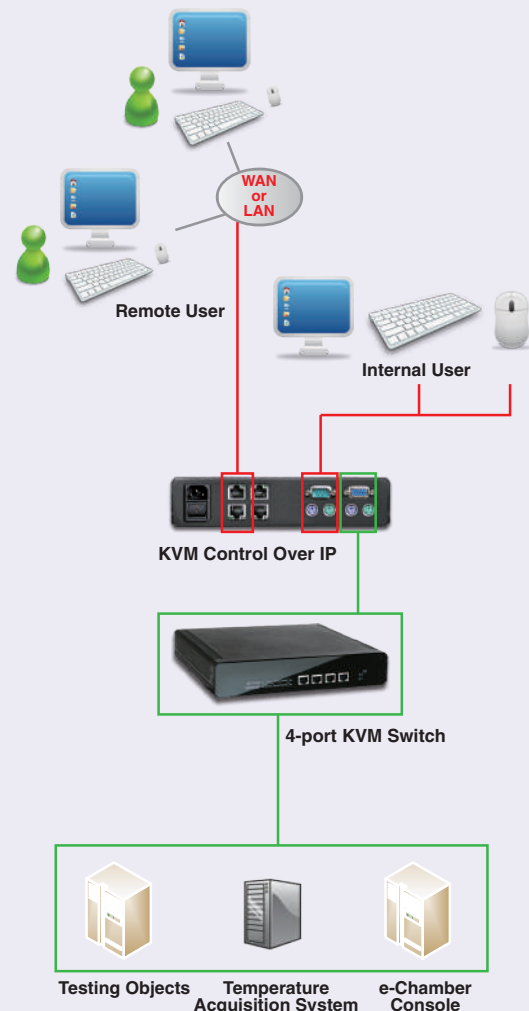 WAN
or
LAN
Remote User
Internal User
KVM Control Over IP
4-port KVM Switch
Testing Objects
Temperature
Acquisition System
e-Chamber
Console